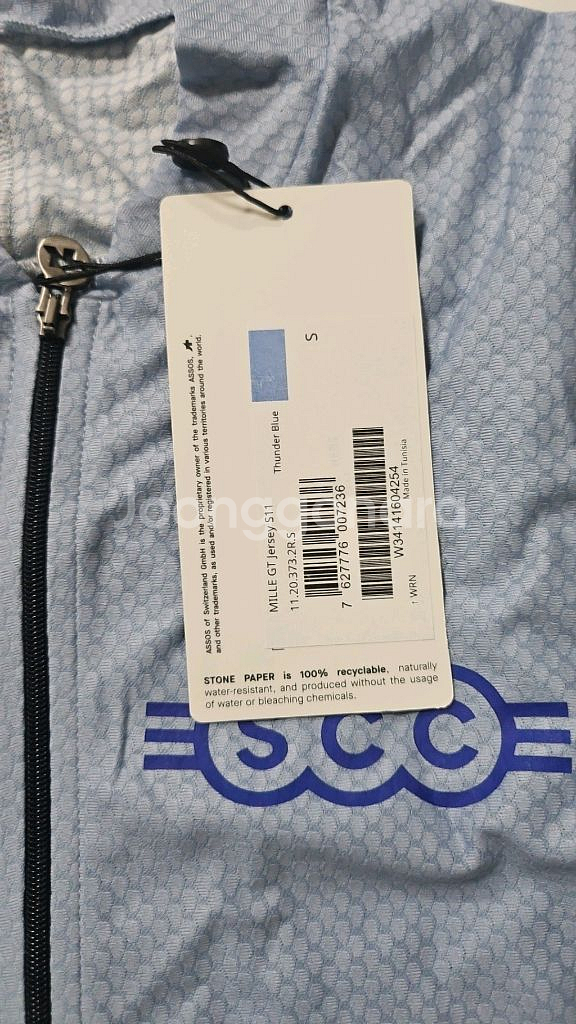 ASSOS of Switzerland GmbH is the proprietary owner of the trademarks ASSOS,
and other trademarks, as used and/or registered in various territories around the world.
S
MILLE GT Jersey S11 Thunder Blue
11.20.373.2R.S
7 627776 007236
W34141604254
Made in Tunisia
↑ WRN
STONE PAPER is 100% recyclable, naturally
water-resistant, and produced without the usage
of water or bleaching chemicals.
SCC
Joongonara